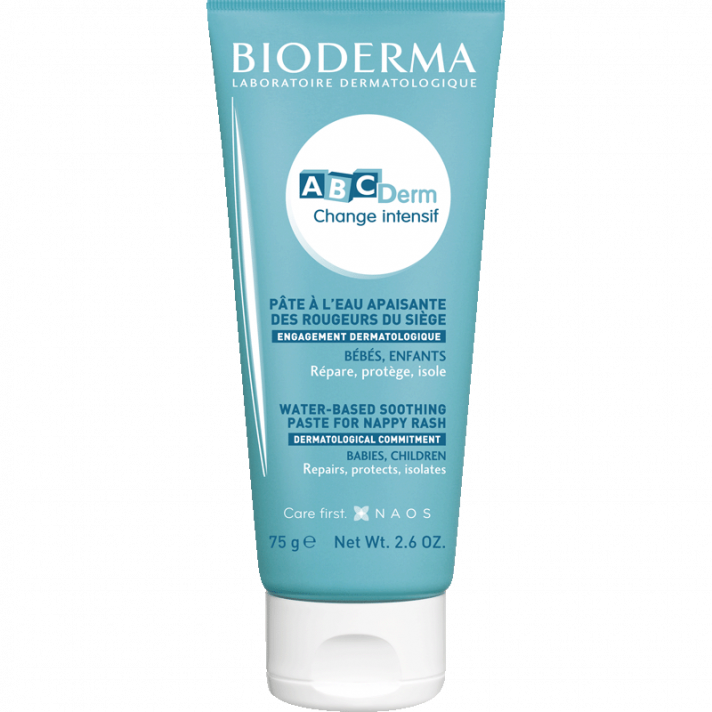 BIODERMA
LABORATOIRE DERMATOLOGIQUE
ABCDerm
Change intensif
PÂTE À L'EAU APAISANTE
DES ROUGEURS DU SIÈGE
ENGAGEMENT DERMATOLOGIQUE
BÉBÉS, ENFANTS
Répare, protège, isole
WATER-BASED SOOTHING
PASTE FOR NAPPY RASH
DERMATOLOGICAL COMMITMENT
BABIES, CHILDREN
Repairs, protects, isolates
Care first. NAOS
75 g ℮ Net Wt. 2.6 OZ.